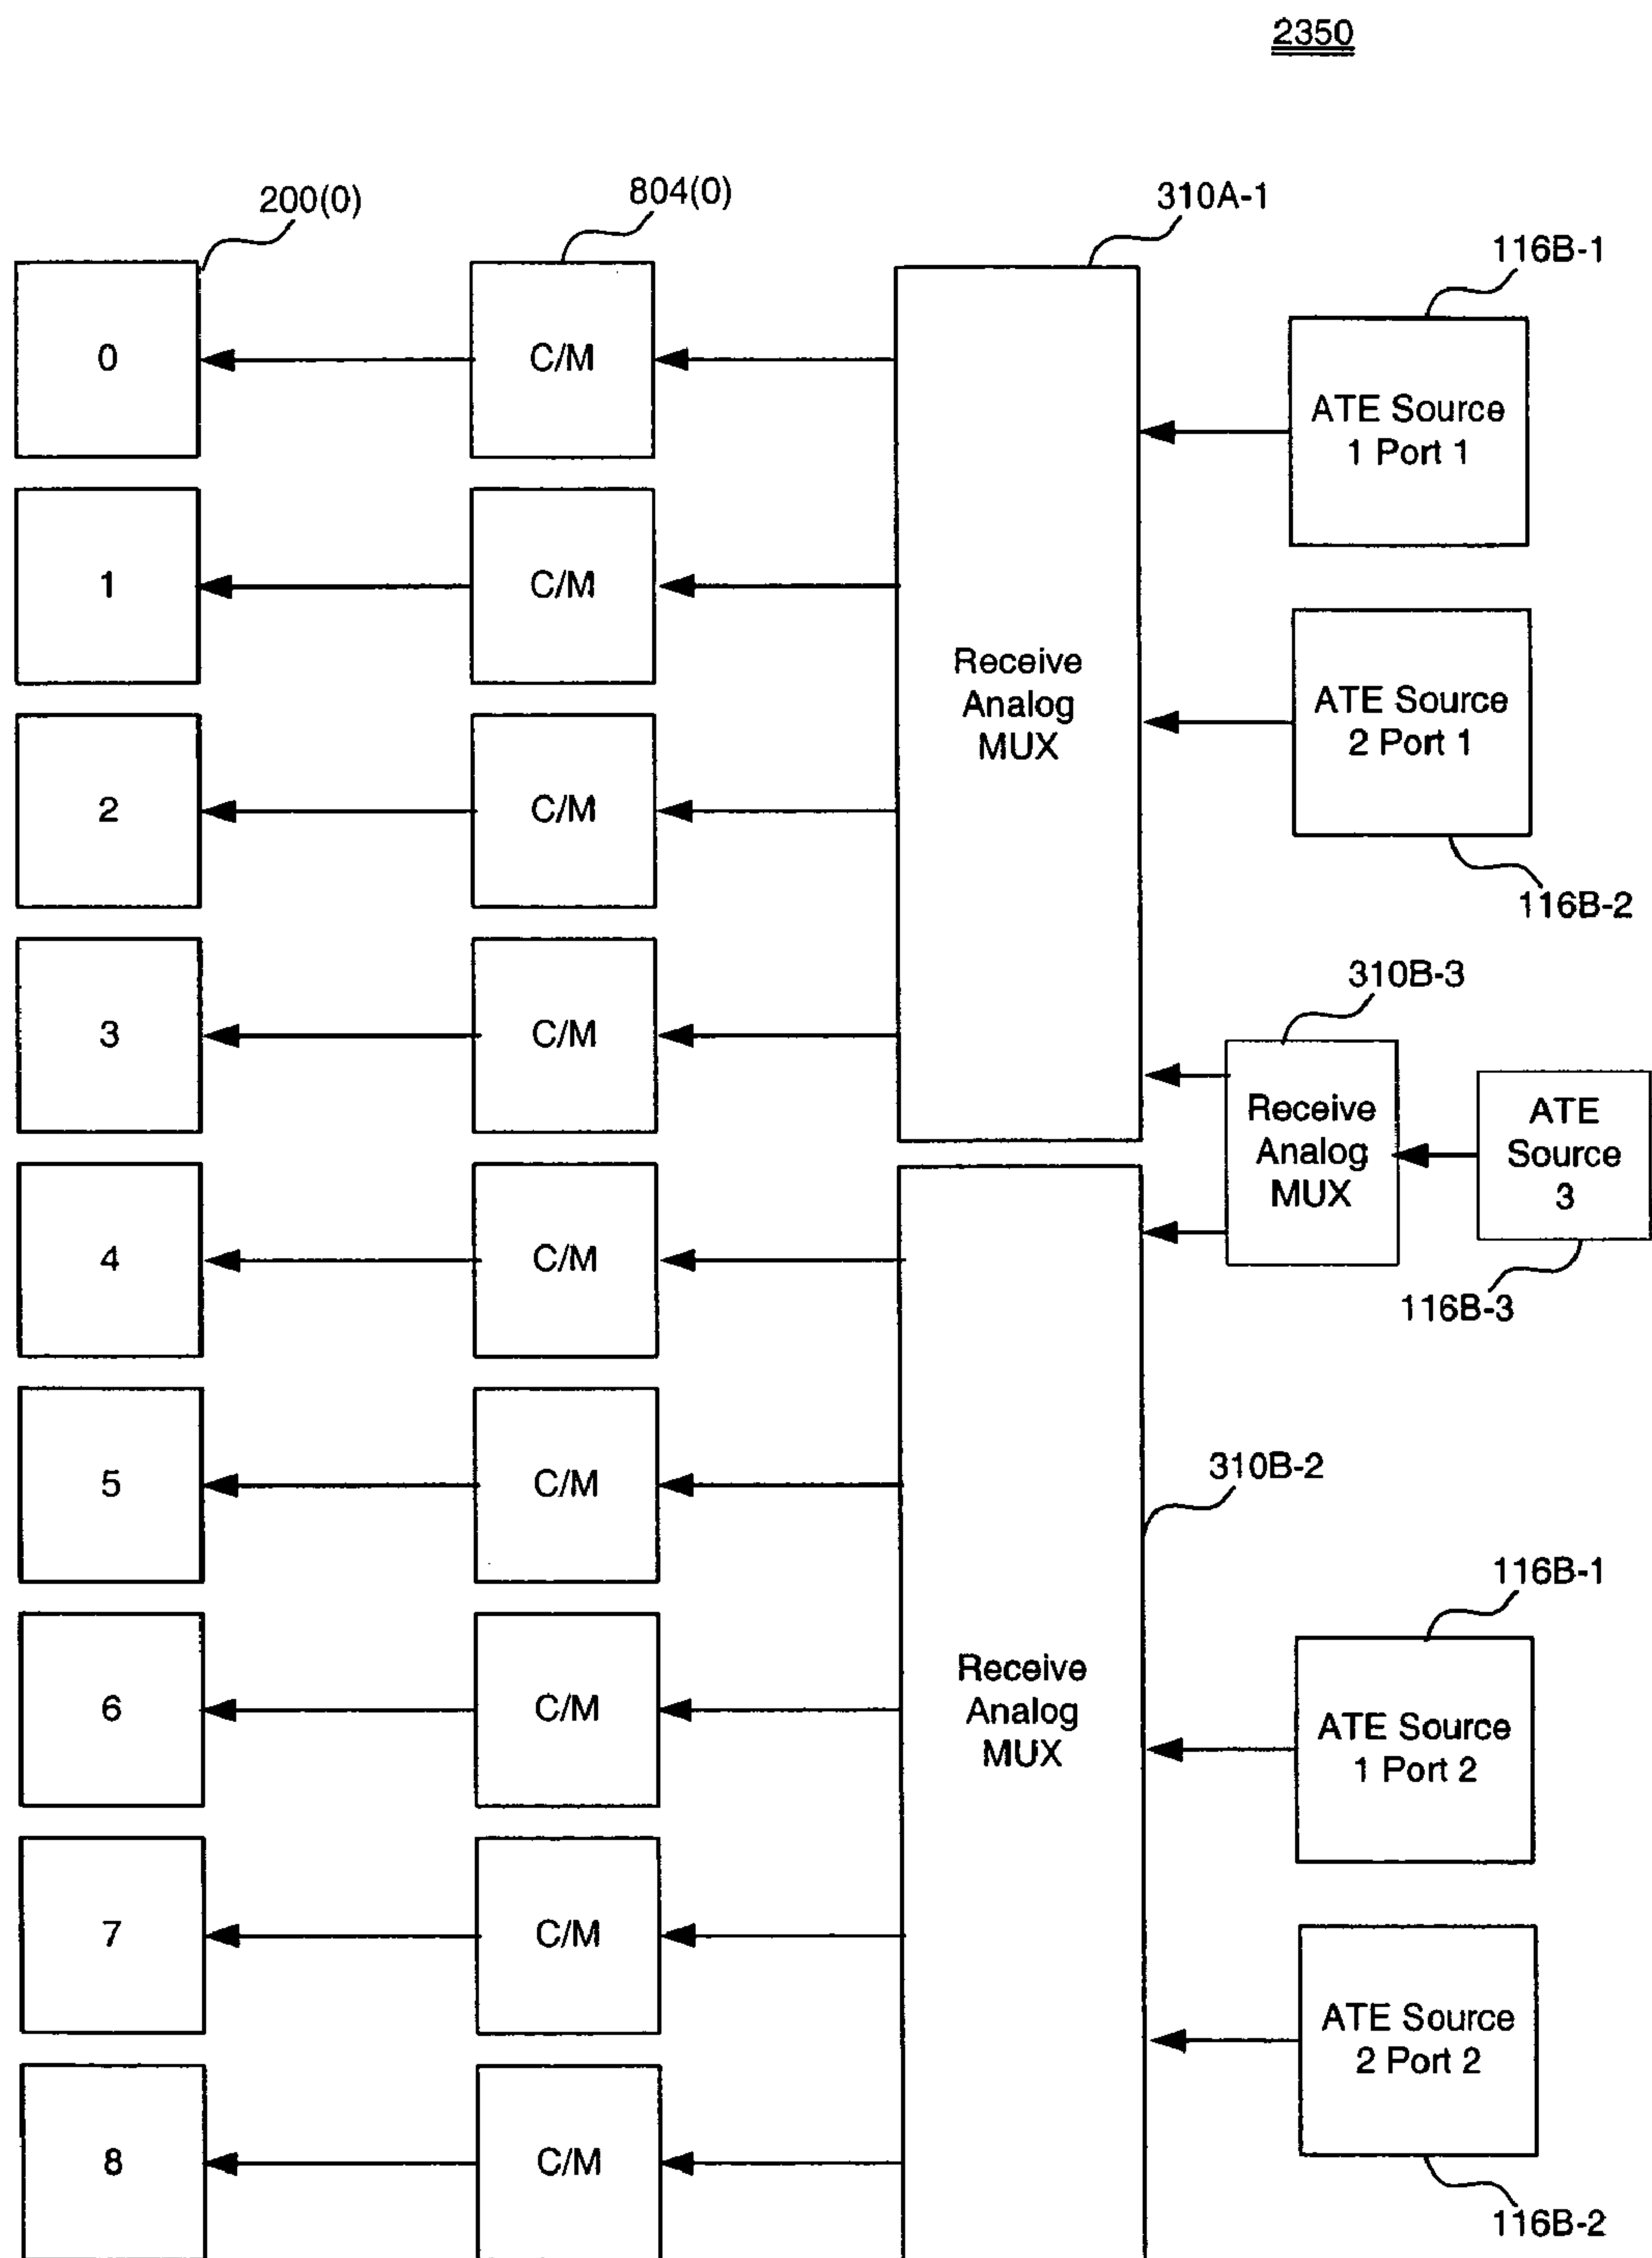 2350
200(0)
804(0)
310A-1
116B-1
0
C/M
ATE Source
1 Port 1
1
C/M
Receive
Analog
MUX
ATE Source
2 Port 1
2
C/M
116B-2
310B-3
3
C/M
Receive
Analog
MUX
ATE
Source
3
4
C/M
116B-3
5
C/M
310B-2
116B-1
6
C/M
Receive
Analog
MUX
ATE Source
1 Port 2
7
C/M
ATE Source
2 Port 2
8
C/M
116B-2